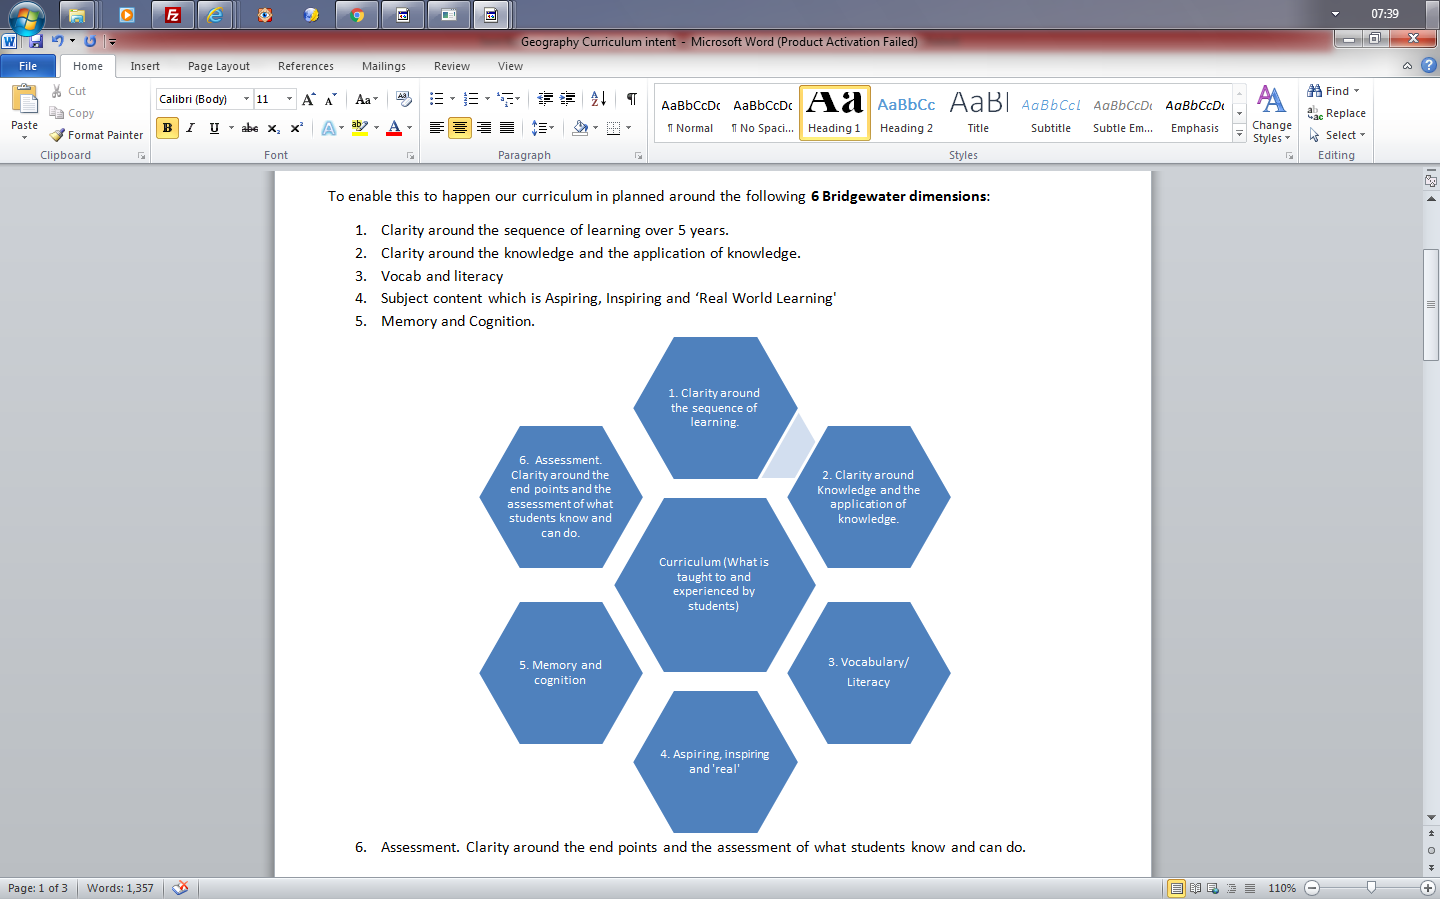 07:39
Geography Curriculum intent - Microsoft Word (Product Activation Failed)
File Home Insert Page Layout References Mailings Review View
Paste
Cut
Copy
Format Painter
Clipboard
Calibri (Body) 11
Font
Paragraph
AaBbCcDc AaBbCcDc Aa AaBbCc AaBl AaBbCcL AaBbCcDc AaBbCcDc
¶ Normal ¶ No Spaci... Heading 1 Heading 2 Title Subtitle Subtle Em... Emphasis
Styles
Change
Styles
Find
Replace
Select
Editing
To enable this to happen our curriculum in planned around the following 6 Bridgewater dimensions:
1. Clarity around the sequence of learning over 5 years.
2. Clarity around the knowledge and the application of knowledge.
3. Vocab and literacy
4. Subject content which is Aspiring, Inspiring and ‘Real World Learning'
5. Memory and Cognition.
1. Clarity around
the sequence of
learning.
2. Clarity around
Knowledge and the
application of
knowledge.
3. Vocabulary/
Literacy
4. Aspiring, inspiring
and 'real'
5. Memory and
cognition
6. Assessment.
Clarity around the
end points and the
assessment of what
students know and
can do.
Curriculum (What is
taught to and
experienced by
students)
6. Assessment. Clarity around the end points and the assessment of what students know and can do.
Page: 1 of 3 Words: 1,357 110%